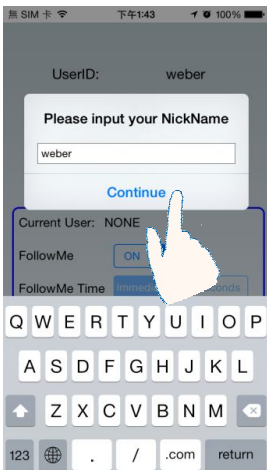 無 SIM 卡 下午1:43 100%
UserID: weber
Please input your NickName
weber
Continue
Current User: NONE
FollowMe ON
FollowMe Time
Q W E R T Y U I O P
A S D F G H J K L
Z X C V B N M
123 . / .com return